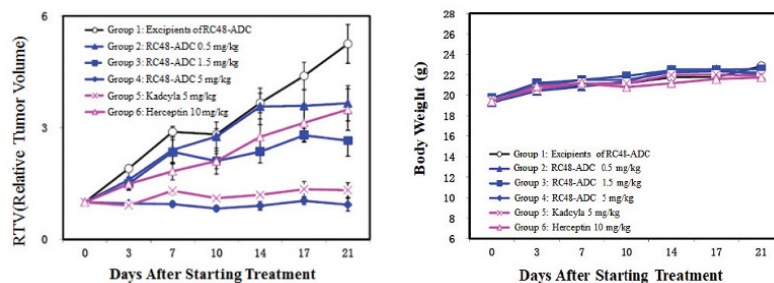 6
3
0
RTV(Relative Tumor Volume)
Group 1: Excipients of RC48-ADC
Group 2: RC48-ADC 0.5 mg/kg
Group 3: RC48-ADC 1.5 mg/kg
Group 4: RC48-ADC 5 mg/kg
Group 5: Kadcyla 5 mg/kg
Group 6: Herceptin 10 mg/kg
0 3 7 10 14 17 21
Days After Starting Treatment
28
26
24
22
20
18
16
14
12
10
8
Body Weight (g)
Group 1: Excipients of RC48-ADC
Group 2: RC48-ADC 0.5 mg/kg
Group 3: RC48-ADC 1.5 mg/kg
Group 4: RC48-ADC 5 mg/kg
Group 5: Kadcyla 5 mg/kg
Group 6: Herceptin 10 mg/kg
0 3 7 10 14 17 21
Days After Starting Treatment